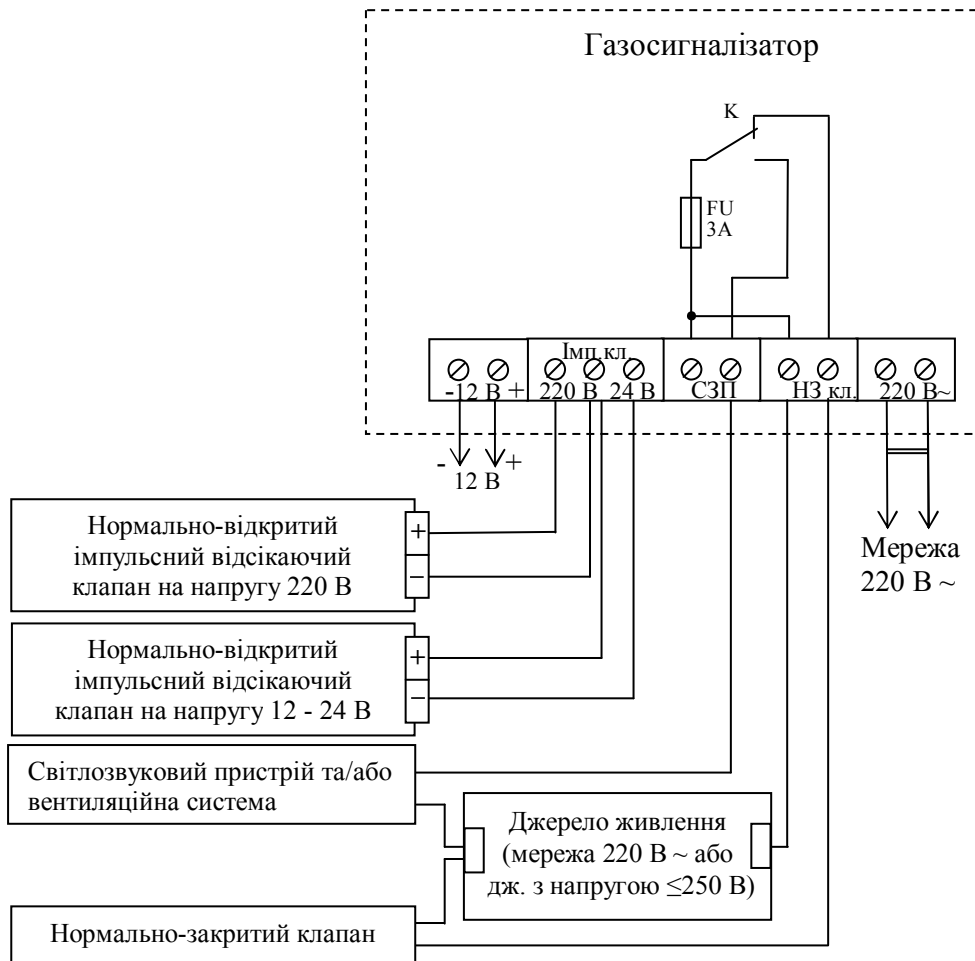 Газосигналізатор
K
FU
3A
Імп.кл.
-12 В +
220 В
24 В
СЗП
НЗ кл.
220 В~
- +
12 В
Нормально-відкритий
імпульсний відсікаючий
клапан на напругу 220 В
+
−
Мережа
220 В ~
Нормально-відкритий
імпульсний відсікаючий
клапан на напругу 12 - 24 В
+
−
Світлозвуковий пристрій та/або
вентиляційна система
Джерело живлення
(мережа 220 В ~ або
дж. з напругою ≤250 В)
Нормально-закритий клапан